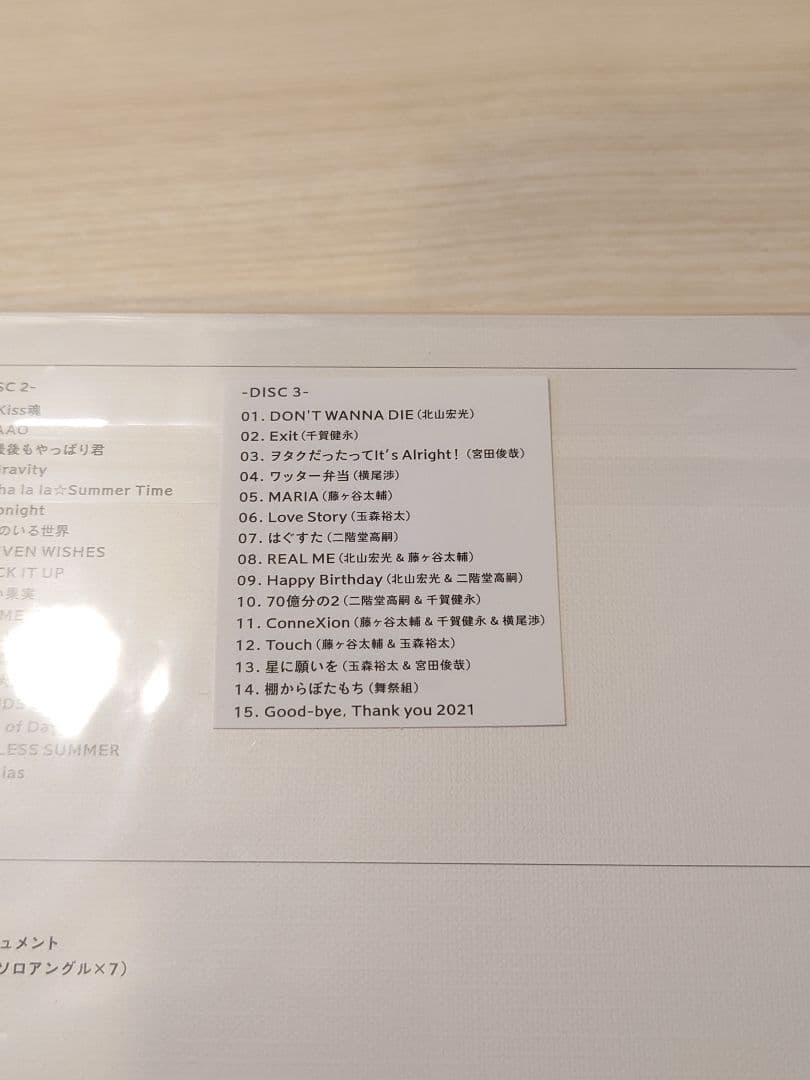 SC 2-
Kiss魂
AAO
最後もやっぱり君
ravity
ha la la☆Summer Time
onight
のいる世界
VEN WISHES
CK IT UP
果実
ME
DS
of Da
LESS SUMMER
ias
-DISC 3-
01. DON'T WANNA DIE（北山宏光）
02. Exit（千賀健永）
03. ヲタクだったってIt's Alright！（宮田俊哉）
04. ワッター弁当（横尾渉）
05. MARIA（藤ヶ谷太輔）
06. Love Story（玉森裕太）
07. はぐすた（二階堂高嗣）
08. REAL ME（北山宏光 & 藤ヶ谷太輔）
09. Happy Birthday（北山宏光 & 二階堂高嗣）
10. 70億分の2（二階堂高嗣 & 千賀健永）
11. ConneXion（藤ヶ谷太輔 & 千賀健永 & 横尾渉）
12. Touch（藤ヶ谷太輔 & 玉森裕太）
13. 星に願いを（玉森裕太 & 宮田俊哉）
14. 棚からぼたもち（舞祭組）
15. Good-bye, Thank you 2021
ュメント
ソロアングル×7）